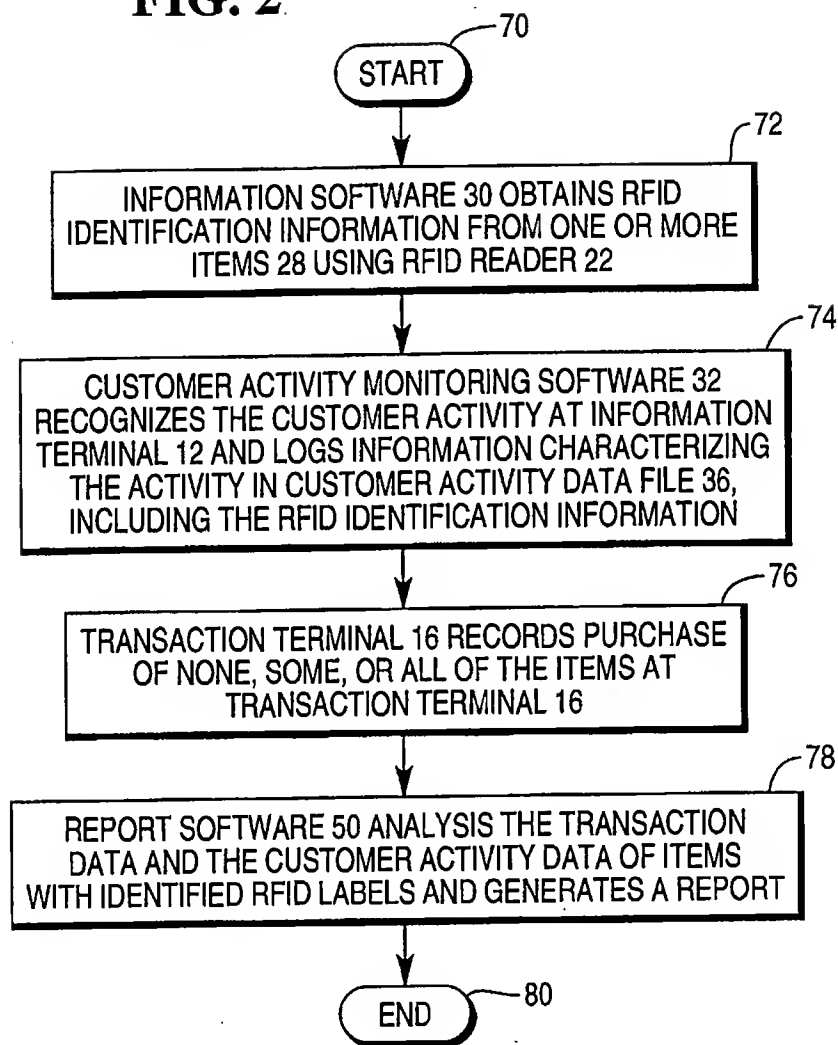 FIG. 2
70
START
72
INFORMATION SOFTWARE 30 OBTAINS RFID
IDENTIFICATION INFORMATION FROM ONE OR MORE
ITEMS 28 USING RFID READER 22
74
CUSTOMER ACTIVITY MONITORING SOFTWARE 32
RECOGNIZES THE CUSTOMER ACTIVITY AT INFORMATION
TERMINAL 12 AND LOGS INFORMATION CHARACTERIZING
THE ACTIVITY IN CUSTOMER ACTIVITY DATA FILE 36,
INCLUDING THE RFID IDENTIFICATION INFORMATION
76
TRANSACTION TERMINAL 16 RECORDS PURCHASE
OF NONE, SOME, OR ALL OF THE ITEMS AT
TRANSACTION TERMINAL 16
78
REPORT SOFTWARE 50 ANALYSIS THE TRANSACTION
DATA AND THE CUSTOMER ACTIVITY DATA OF ITEMS
WITH IDENTIFIED RFID LABELS AND GENERATES A REPORT
END
80